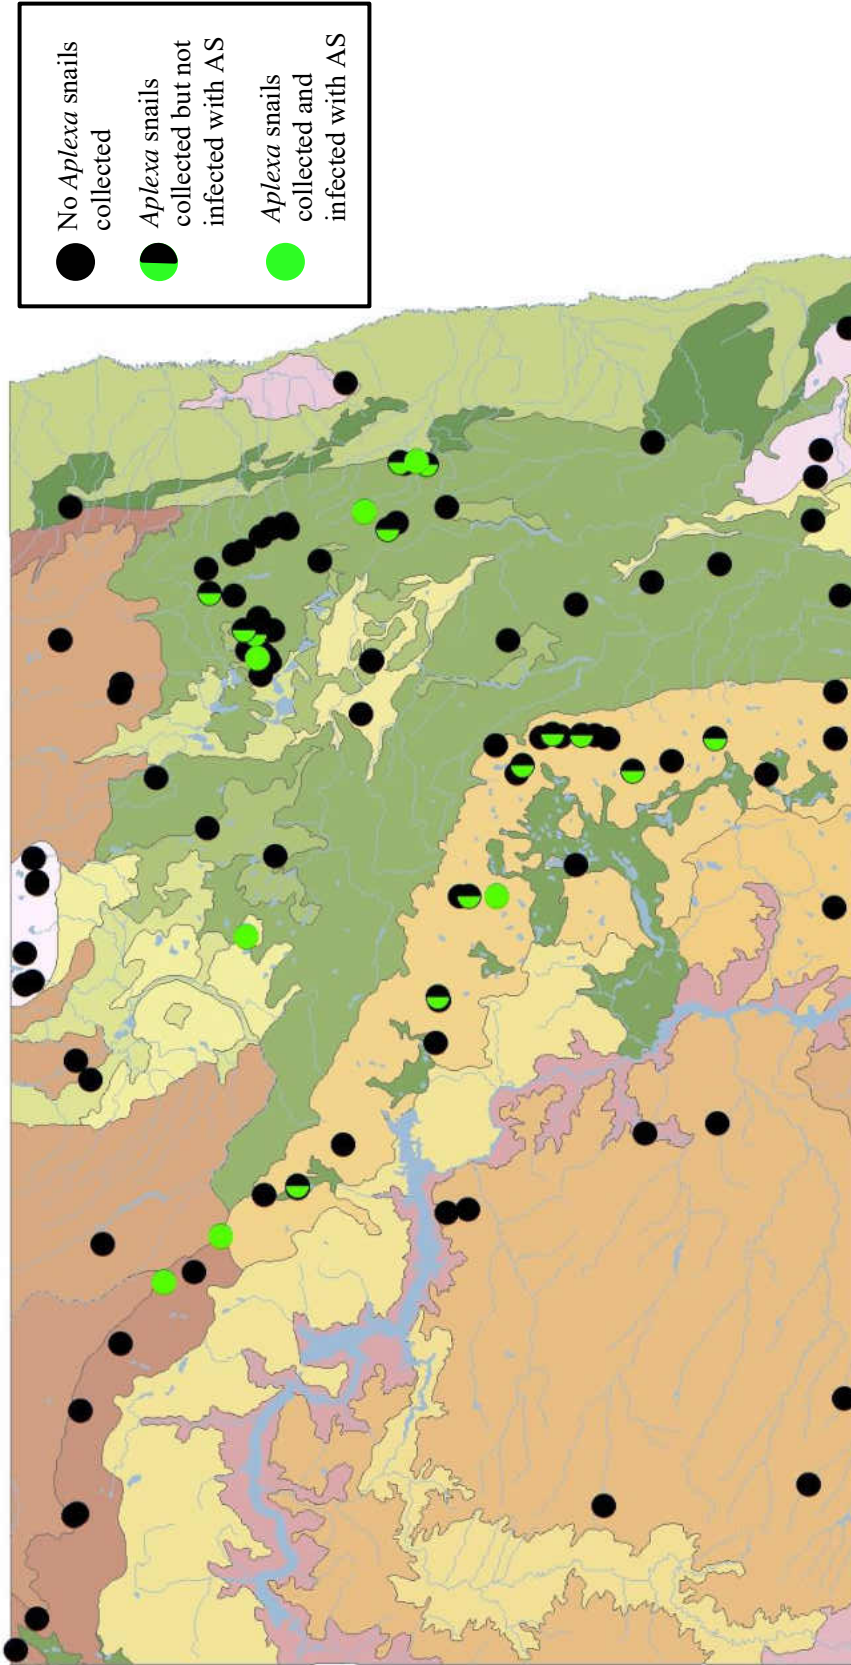 No Aplexa snails
collected
Aplexa snails
collected but not
infected with AS
Aplexa snails
collected and
infected with AS